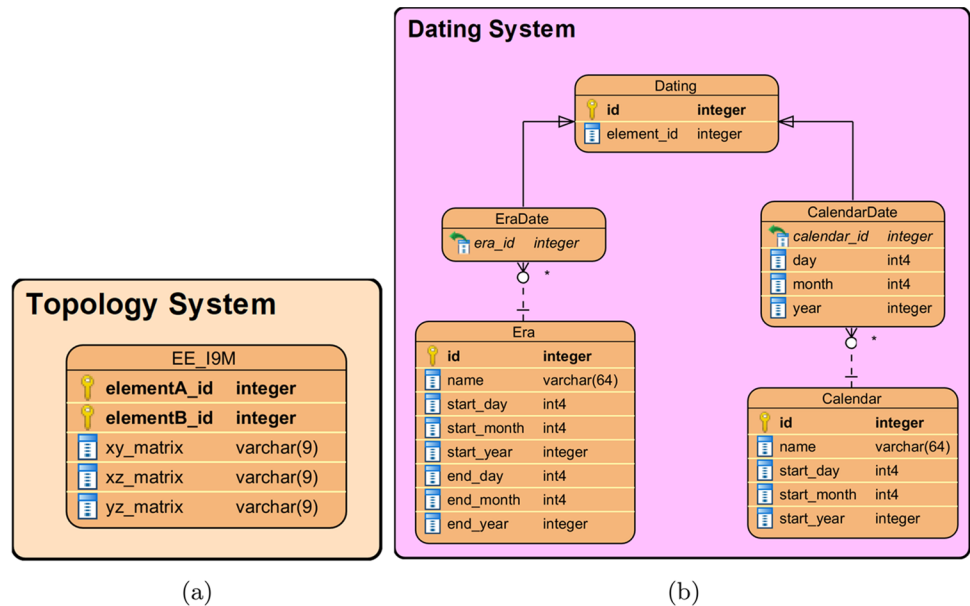 Topology System
EE_I9M
elementA_id integer
elementB_id integer
xy_matrix varchar(9)
xz_matrix varchar(9)
yz_matrix varchar(9)
(a)
Dating System
Dating
id integer
element_id integer
EraDate
era_id integer
*
Era
id integer
name varchar(64)
start_day int4
start_month int4
start_year integer
end_day int4
end_month int4
end_year integer
CalendarDate
calendar_id integer
day int4
month int4
year integer
*
Calendar
id integer
name varchar(64)
start_day int4
start_month int4
start_year integer
(b)